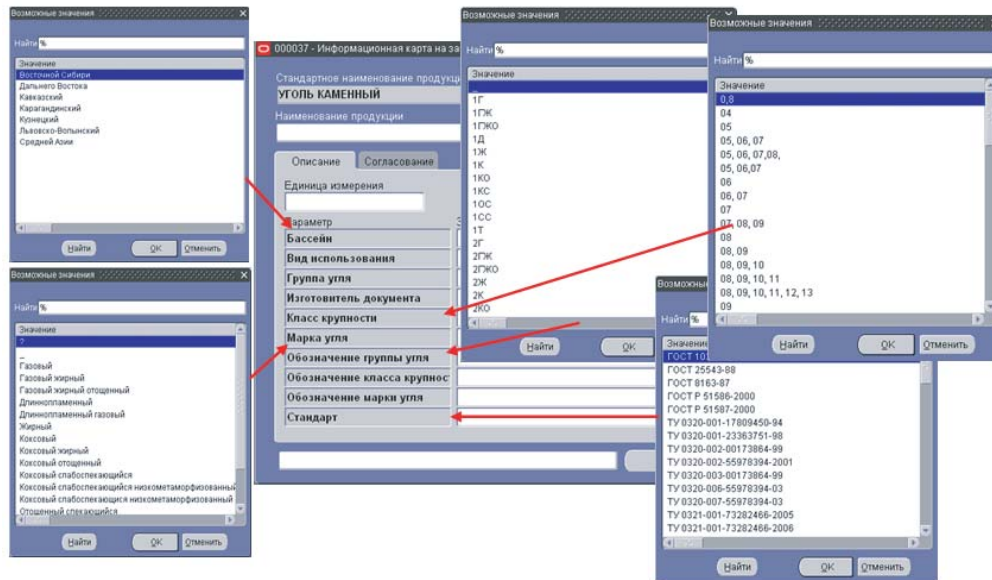 Возможные значения
Найти %
Значение
Восточной Сибири
Дальнего Востока
Кавказский
Карагандинский
Кузнецкий
Львовско-Волынский
Средней Азии
Найти
OK
Отменить
Возможные значения
Найти %
Значение
?
_
Газовый
Газовый жирный
Газовый жирный отощенный
Длиннопламенный
Длиннопламенный газовый
Жирный
Коксовый
Коксовый жирный
Коксовый отощенный
Коксовый слабоспекающийся
Коксовый слабоспекающийся низкометаморфизованный
Коксовый слабоспекающися низкометаморфизованный
Отощенный спекающийся
Найти
OK
Отменить
000037 - Информационная карта на за
Стандартное наименование продукци
УГОЛЬ КАМЕННЫЙ
Наименование продукции
Описание
Согласование
Единица измерения
Параметр
Бассейн
Вид использования
Группа угля
Изготовитель документа
Класс крупности
Марка угля
Обозначение группы угля
Обозначение класса крупнос
Обозначение марки угля
Стандарт
Возможные значения
Найти %
Значение
_
1Г
1ГЖ
1ГЖО
1Д
1Ж
1К
1КО
1КС
1ОС
1СС
1Т
2Г
2ГЖ
2ГЖО
2Ж
2К
2КО
Найти
OK
Возможные значения
Найти %
Значение
0,8
04
05
05, 06, 07
05, 06, 07,08,
05, 06,07
06
06, 07
07
07, 08, 09
08
08, 09
08, 09, 10
08, 09, 10, 11
08, 09, 10, 11, 12, 13
09
Найти
OK
Отменить
Возможные
Найти %
Значение
ГОСТ 25543-88
ГОСТ 8163-87
ГОСТ Р 51586-2000
ГОСТ Р 51587-2000
ТУ 0320-001-17809450-94
ТУ 0320-001-23363751-98
ТУ 0320-002-00173864-99
ТУ 0320-002-55978394-2001
ТУ 0320-003-00173864-99
ТУ 0320-006-55978394-03
ТУ 0320-007-55978394-03
ТУ 0321-001-73282466-2005
ТУ 0321-001-73282466-2006
Найти
OK
Отменить